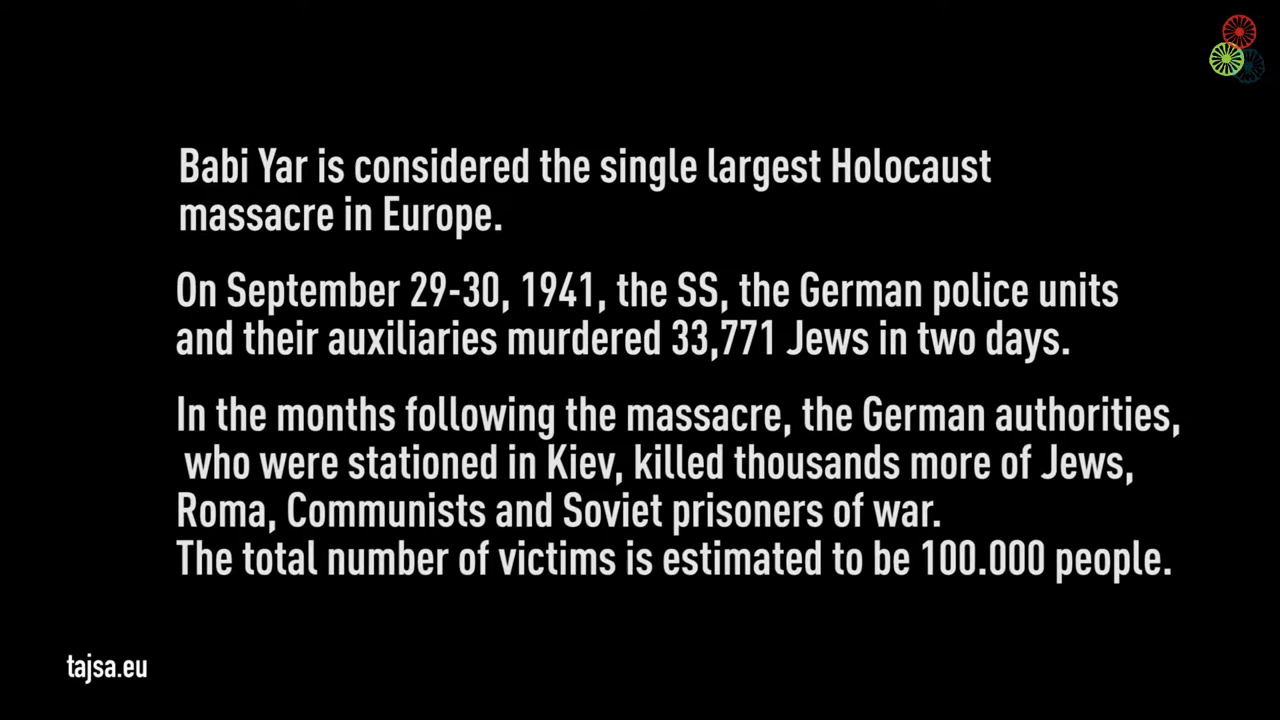 Babi Yar is considered the single largest Holocaust
massacre in Europe.
On September 29-30, 1941, the SS, the German police units
and their auxiliaries murdered 33,771 Jews in two days.
In the months following the massacre, the German authorities,
who were stationed in Kiev, killed thousands more of Jews,
Roma, Communists and Soviet prisoners of war.
The total number of victims is estimated to be 100.000 people.
tajsa.eu